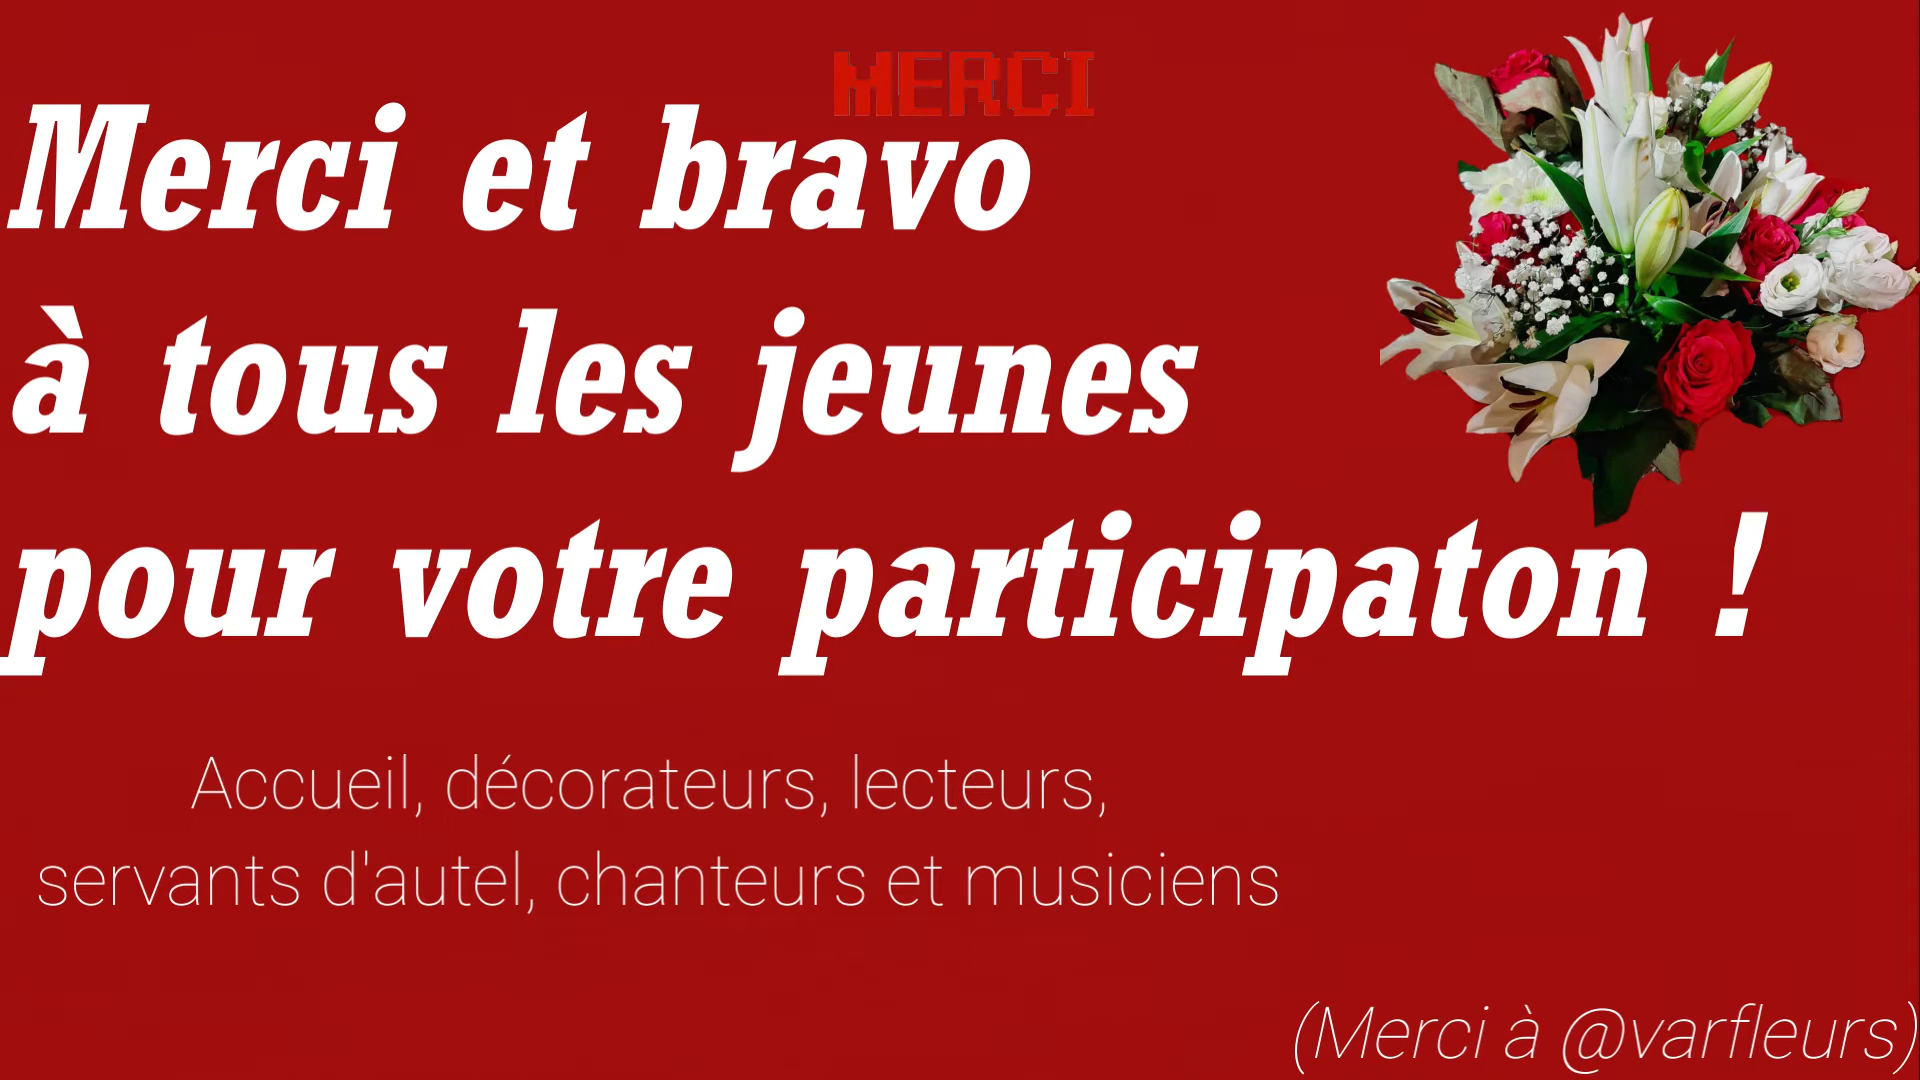 MERCI
Merci et bravo
à tous les jeunes
pour votre participaton !
Accueil, décorateurs, lecteurs,
servants d'autel, chanteurs et musiciens
(Merci à @varfleurs)